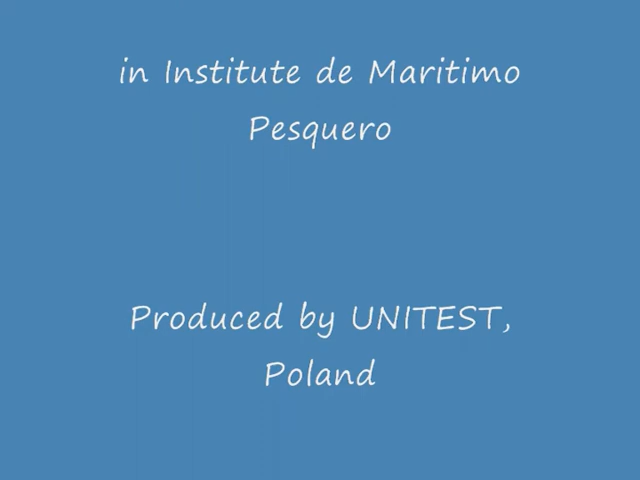 in Institute de Maritimo
Pesquero
Produced by UNITEST,
Poland